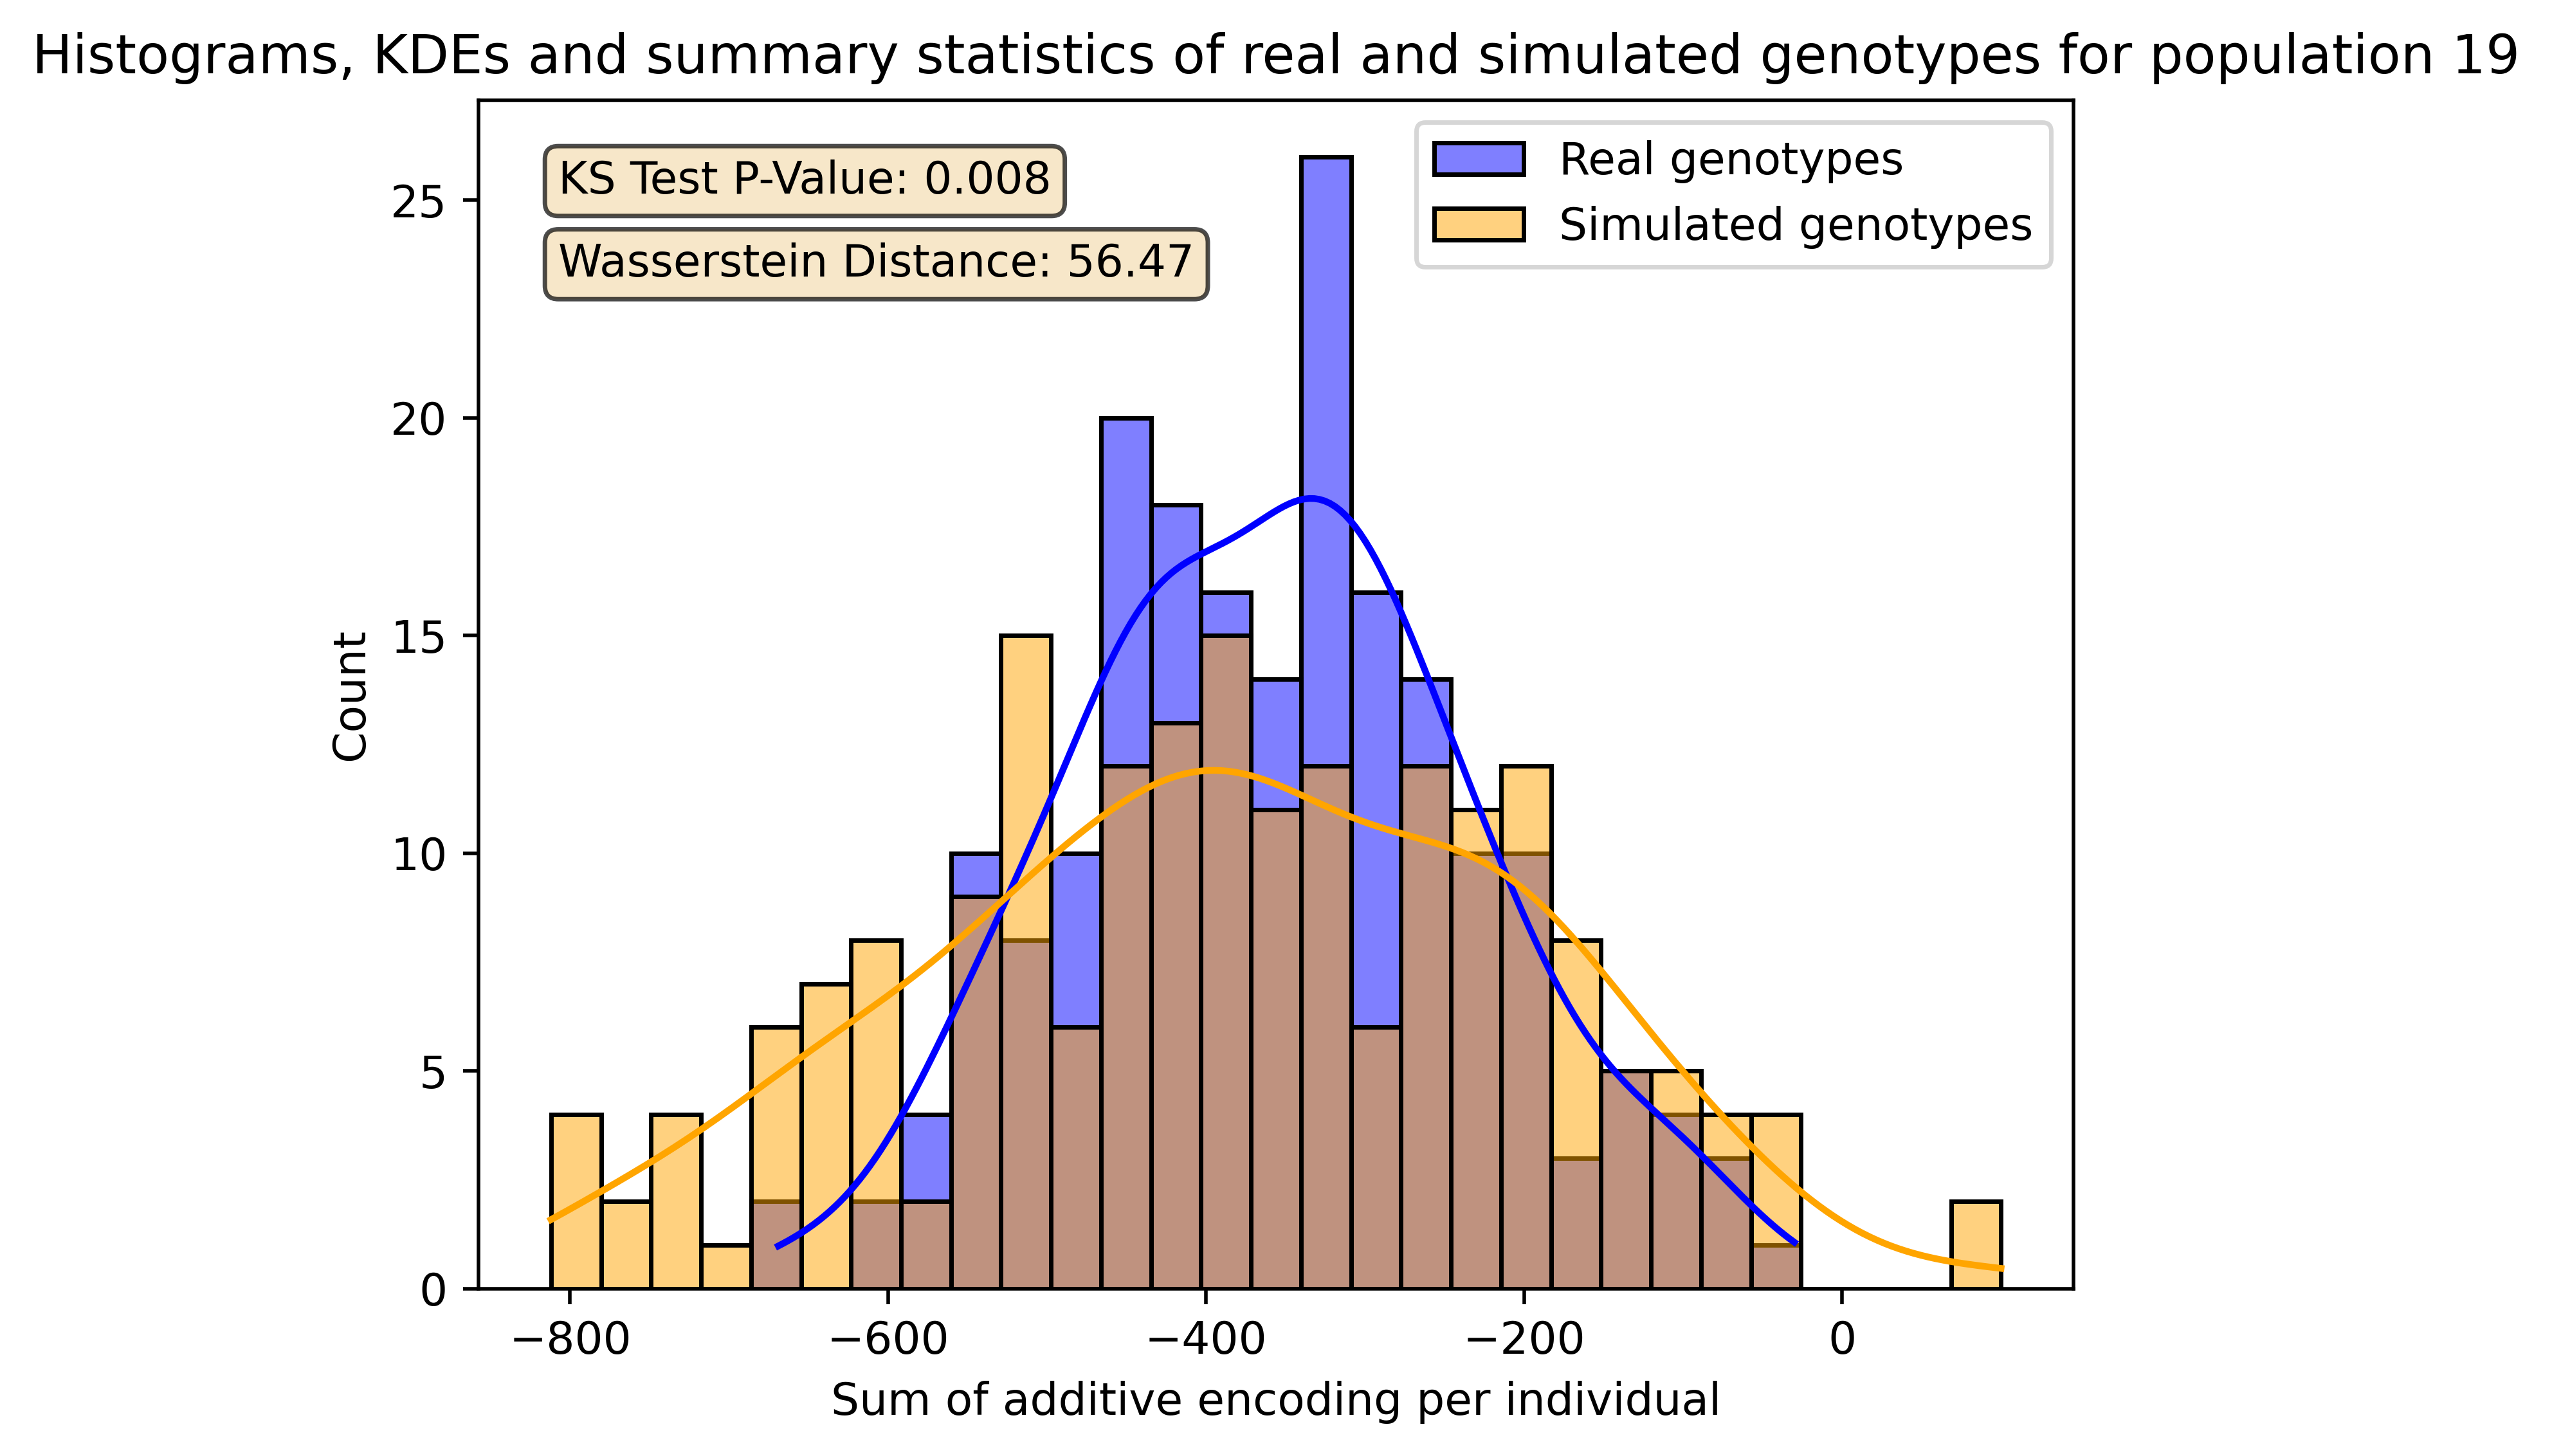 Histograms, KDEs and summary statistics of real and simulated genotypes for population 19
KS Test P-Value: 0.008
Wasserstein Distance: 56.47
Real genotypes
Simulated genotypes
Count
25
20
15
10
5
0
−800
−600
−400
−200
0
Sum of additive encoding per individual